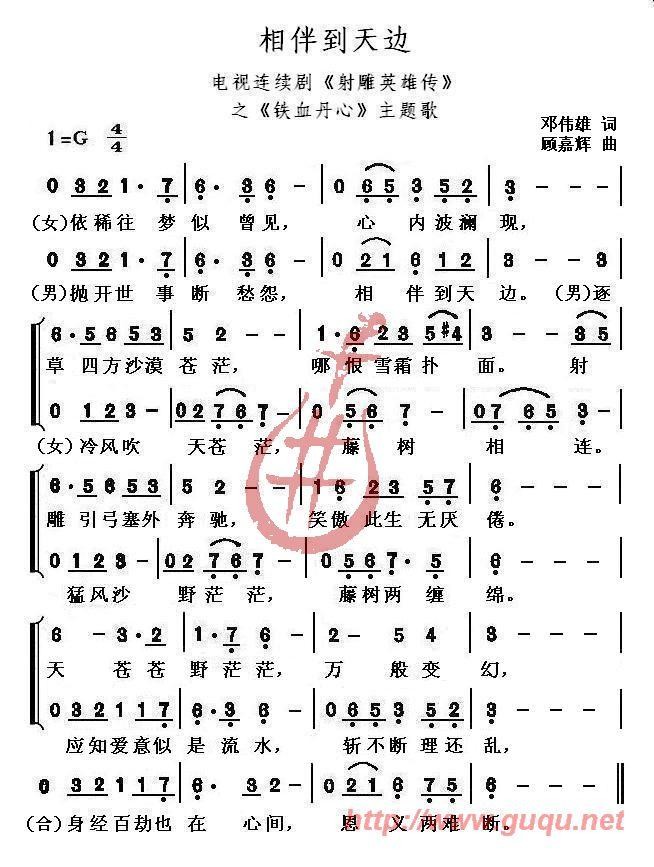 相伴到天边
电视连续剧《射雕英雄传》
之《铁血丹心》主题歌
1=G 4/4
邓伟雄 词
顾嘉辉 曲
0 3 2 1 · 7 6 · 3 · 6 - 0 6 5 3 5 2 3 - -
(女)依稀往 梦 似 曾 见, 心 内 波 澜 现,
0 3 2 1 · 7 6 · 3 · 6 - 0 2 1 6 1 2 4 3 - - 3
(男)抛开世 事 断 愁 怨, 相 伴 到 天 边。(男)逐
6 · 5 6 5 5 3 5 2 - 1 · 6 2 3 5 #4 3 - - 3 5
草 四方沙漠 苍 茫, 哪 恨 雪霜 扑 面。 射
0 1 2 3 - 0 2 7 6 7 - 0 5 6 7 · 0 7 6 5 3
(女)冷风吹 天苍 茫, 藤 树 相 连。
6 · 5 6 5 5 3 5 2 - 1 6 2 3 5 7 6 - -
雕 引弓塞外 奔 驰, 笑傲 此生 无厌 倦。
0 1 2 3 - 0 2 7 6 7 - 0 5 6 7 · 5 6 - -
猛风沙 野茫 茫, 藤树两 缠 绵。
6 - 3 · 2 1 · 7 6 - 2 - 5 4 3 - -
天 苍 苍 野 茫 茫, 万 般 变 幻,
0 3 2 1 1 7 6 · 3 6 - 0 6 5 3 5 2 3 - -
应知爱意似 是 流 水, 斩不断 理还 乱,
0 3 2 1 1 7 6 · 3 3 2 - 0 2 1 6 7 5 6 - -
(合)身经百劫也 在 心间, 恩 义 两难 断。
http://www.guqu.net